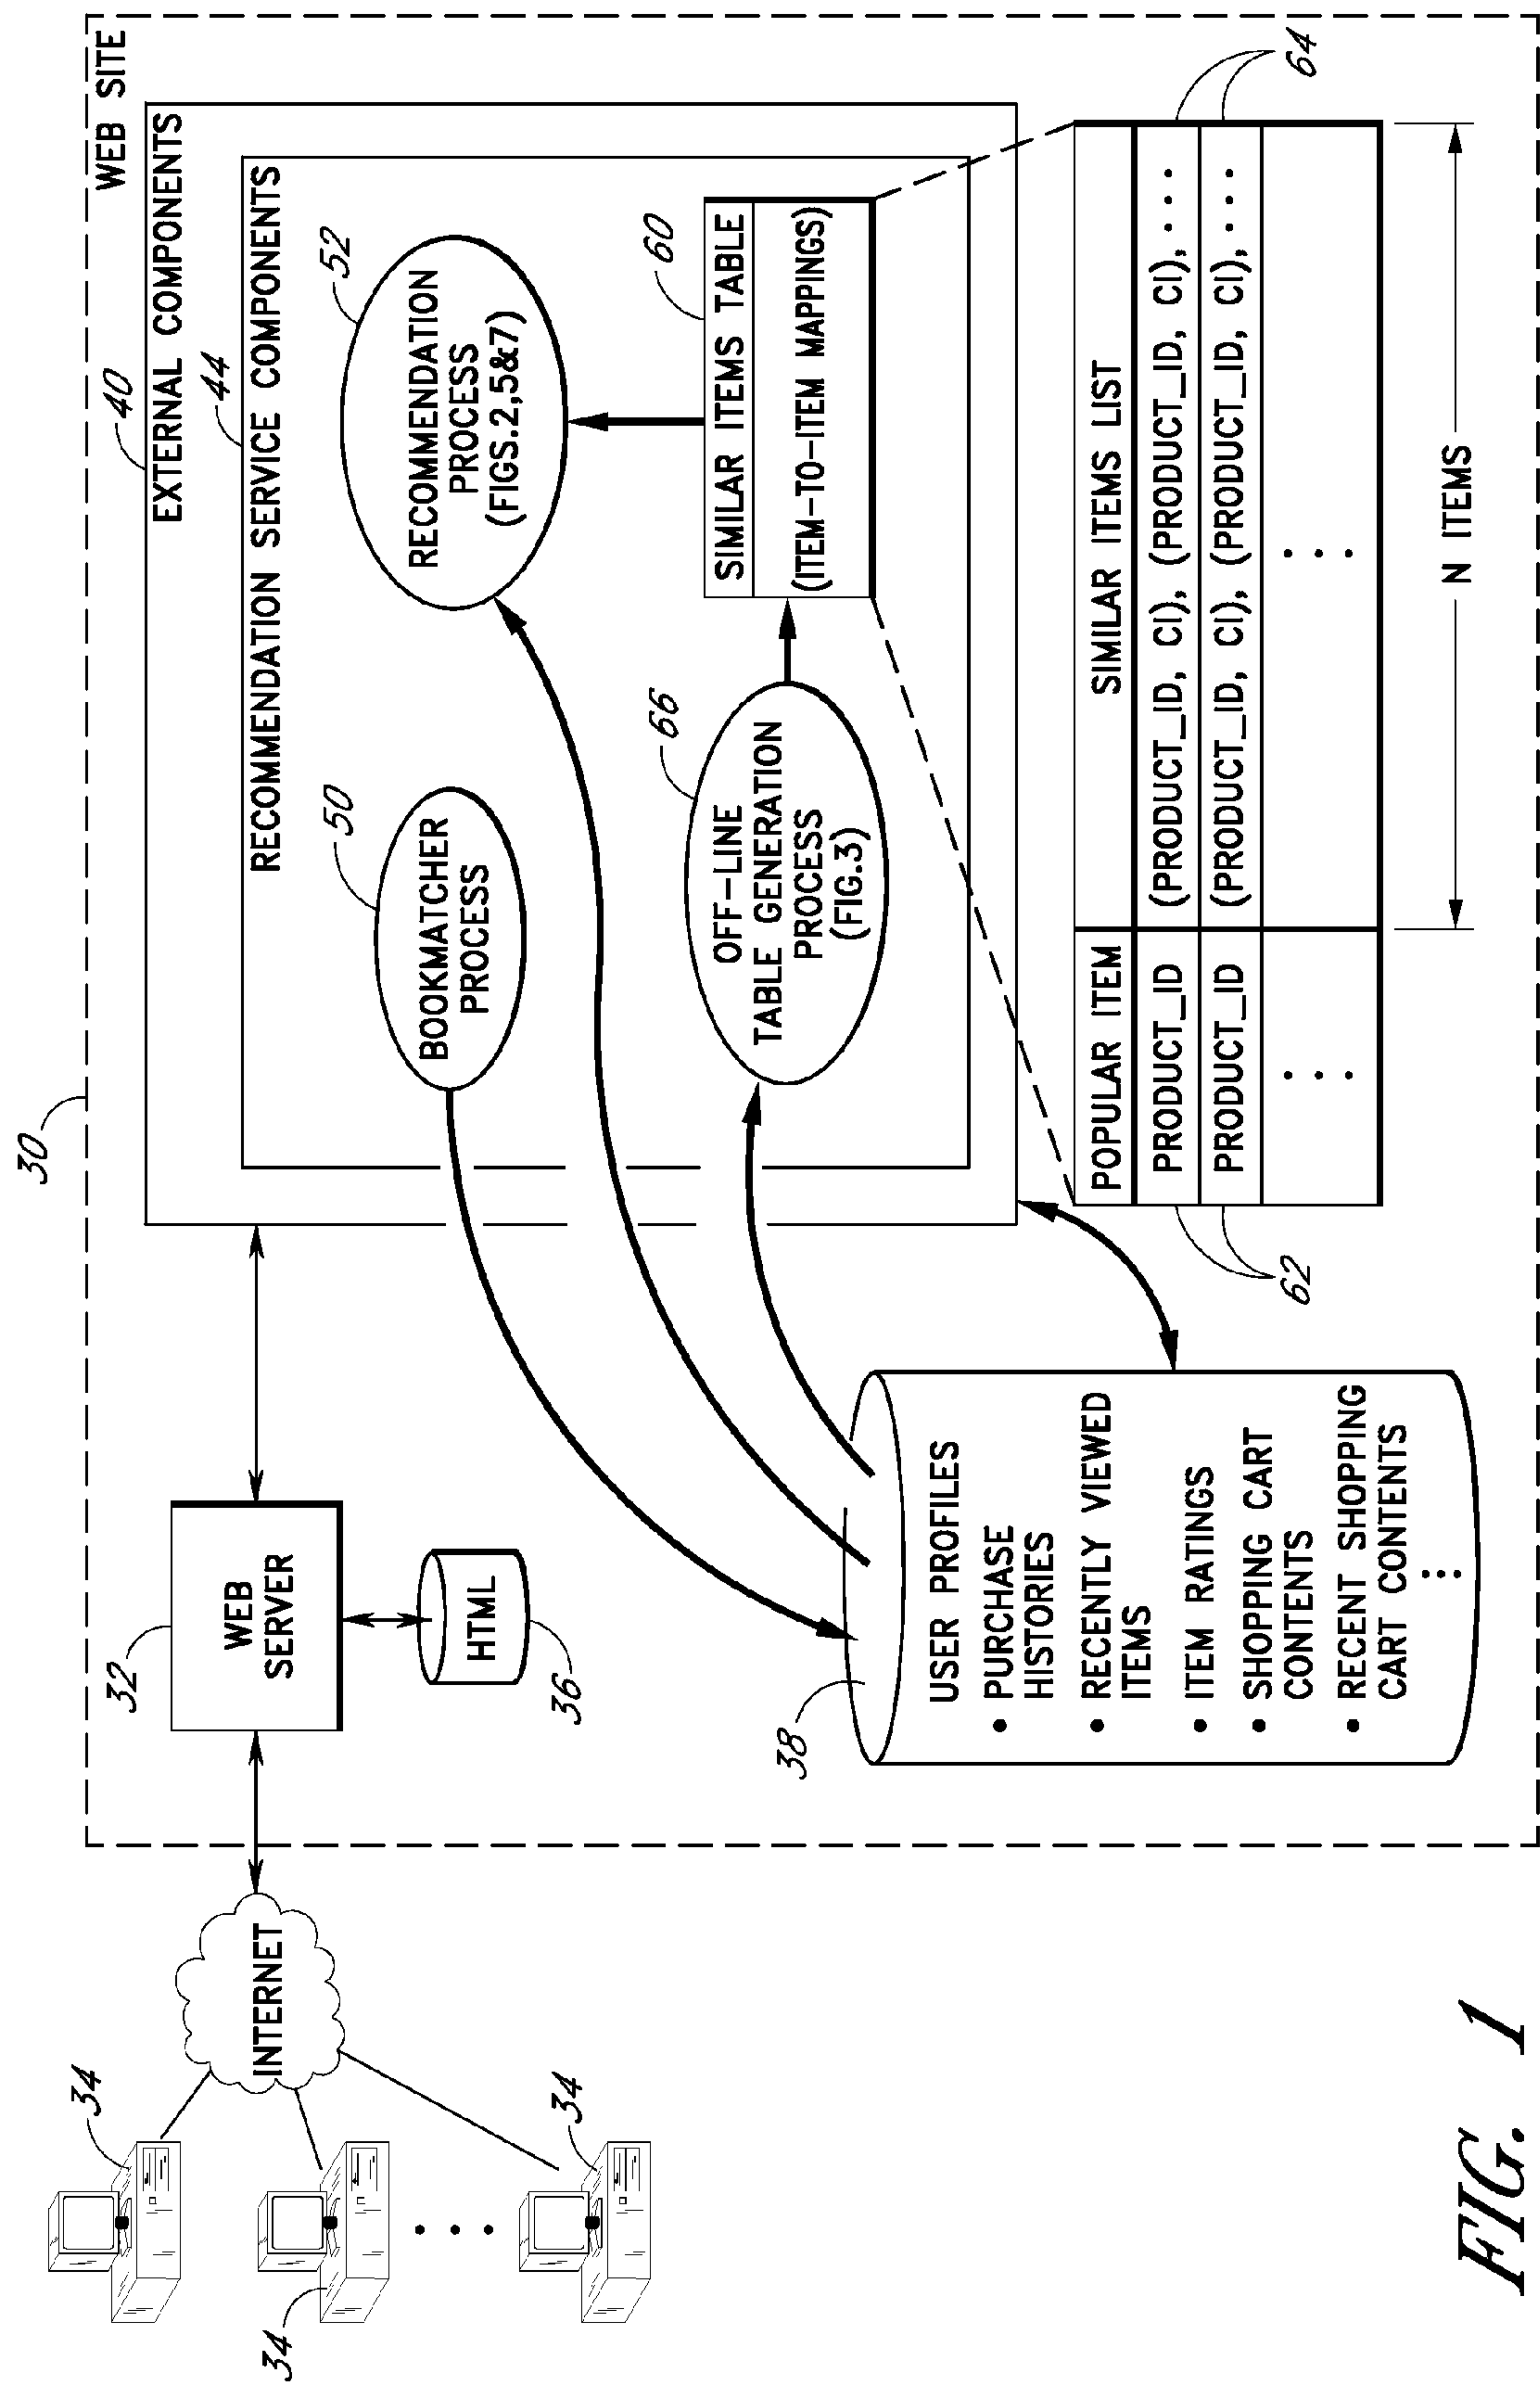 30
WEB SITE
40
EXTERNAL COMPONENTS
44
RECOMMENDATION SERVICE COMPONENTS
34
34
34
INTERNET
32
WEB
SERVER
HTML
36
50
BOOKMATCHER
PROCESS
52
RECOMMENDATION
PROCESS
(FIGS.2,5&7)
66
OFF-LINE
TABLE GENERATION
PROCESS
(FIG.3)
60
SIMILAR ITEMS TABLE
(ITEM-TO-ITEM MAPPINGS)
38
USER PROFILES
• PURCHASE
HISTORIES
• RECENTLY VIEWED
ITEMS
• ITEM RATINGS
• SHOPPING CART
CONTENTS
• RECENT SHOPPING
CART CONTENTS
POPULAR ITEM SIMILAR ITEMS LIST
PRODUCT_ID (PRODUCT_ID, CI), (PRODUCT_ID, CI), • • •
PRODUCT_ID (PRODUCT_ID, CI), (PRODUCT_ID, CI), • • •
62
64
N ITEMS
FIG. 1